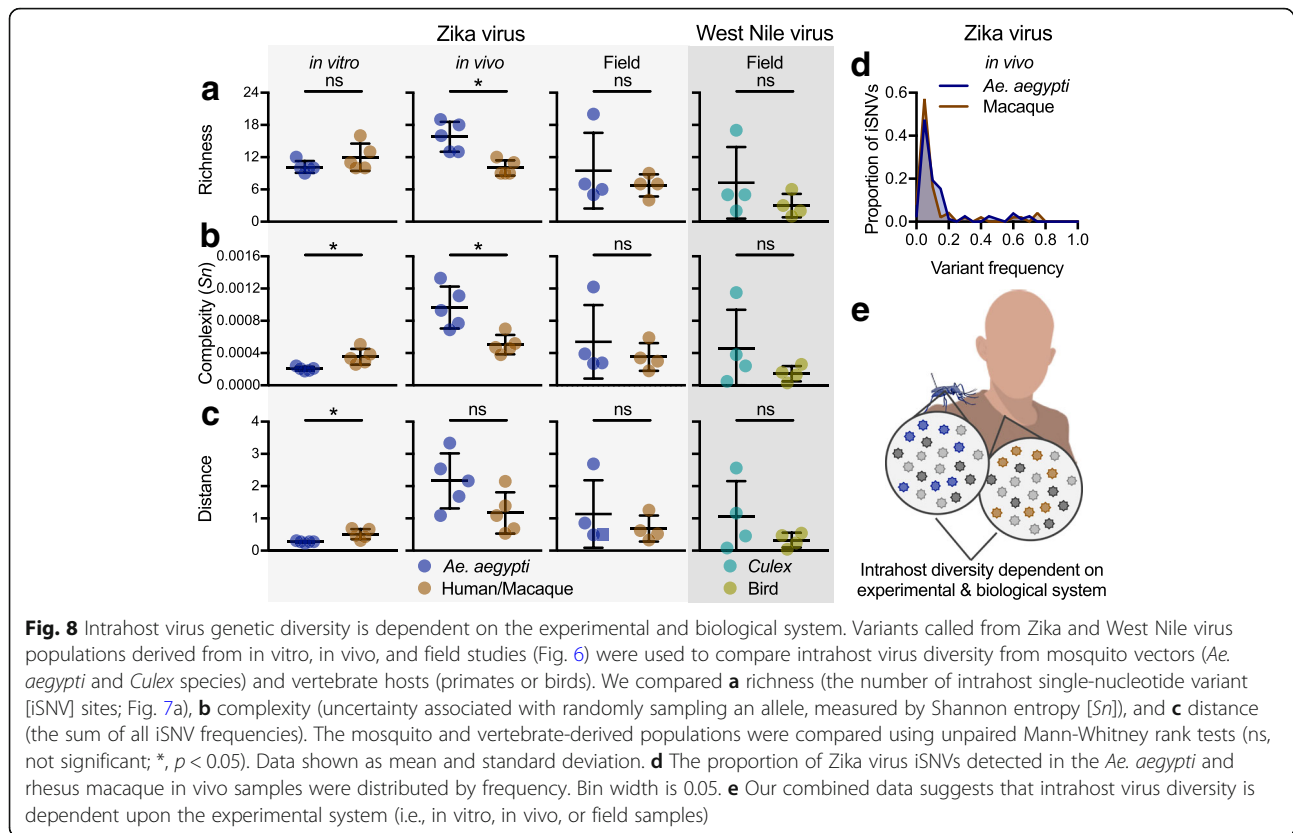 Zika virus
West Nile virus
Zika virus
in vitro
in vivo
Field
Field
d
in vivo
ns
*
ns
ns
Ae. aegypti
Macaque
a
24
18
12
6
0
Richness
0.6
0.4
0.2
0.0
Proportion of iSNVs
0.0 0.2 0.4 0.6 0.8 1.0
Variant frequency
b
*
*
ns
ns
0.0016
0.0012
0.0008
0.0004
0.0000
Complexity (Sn)
e
c
*
ns
ns
ns
4
3
2
1
0
Distance
Ae. aegypti
Human/Macaque
Culex
Bird
Intrahost diversity dependent on
experimental & biological system
Fig. 8 Intrahost virus genetic diversity is dependent on the experimental and biological system. Variants called from Zika and West Nile virus
populations derived from in vitro, in vivo, and field studies (Fig. 6) were used to compare intrahost virus diversity from mosquito vectors (Ae.
aegypti and Culex species) and vertebrate hosts (primates or birds). We compared a richness (the number of intrahost single-nucleotide variant
[iSNV] sites; Fig. 7a), b complexity (uncertainty associated with randomly sampling an allele, measured by Shannon entropy [Sn]), and c distance
(the sum of all iSNV frequencies). The mosquito and vertebrate-derived populations were compared using unpaired Mann-Whitney rank tests (ns,
not significant; *, p < 0.05). Data shown as mean and standard deviation. d The proportion of Zika virus iSNVs detected in the Ae. aegypti and
rhesus macaque in vivo samples were distributed by frequency. Bin width is 0.05. e Our combined data suggests that intrahost virus diversity is
dependent upon the experimental system (i.e., in vitro, in vivo, or field samples)